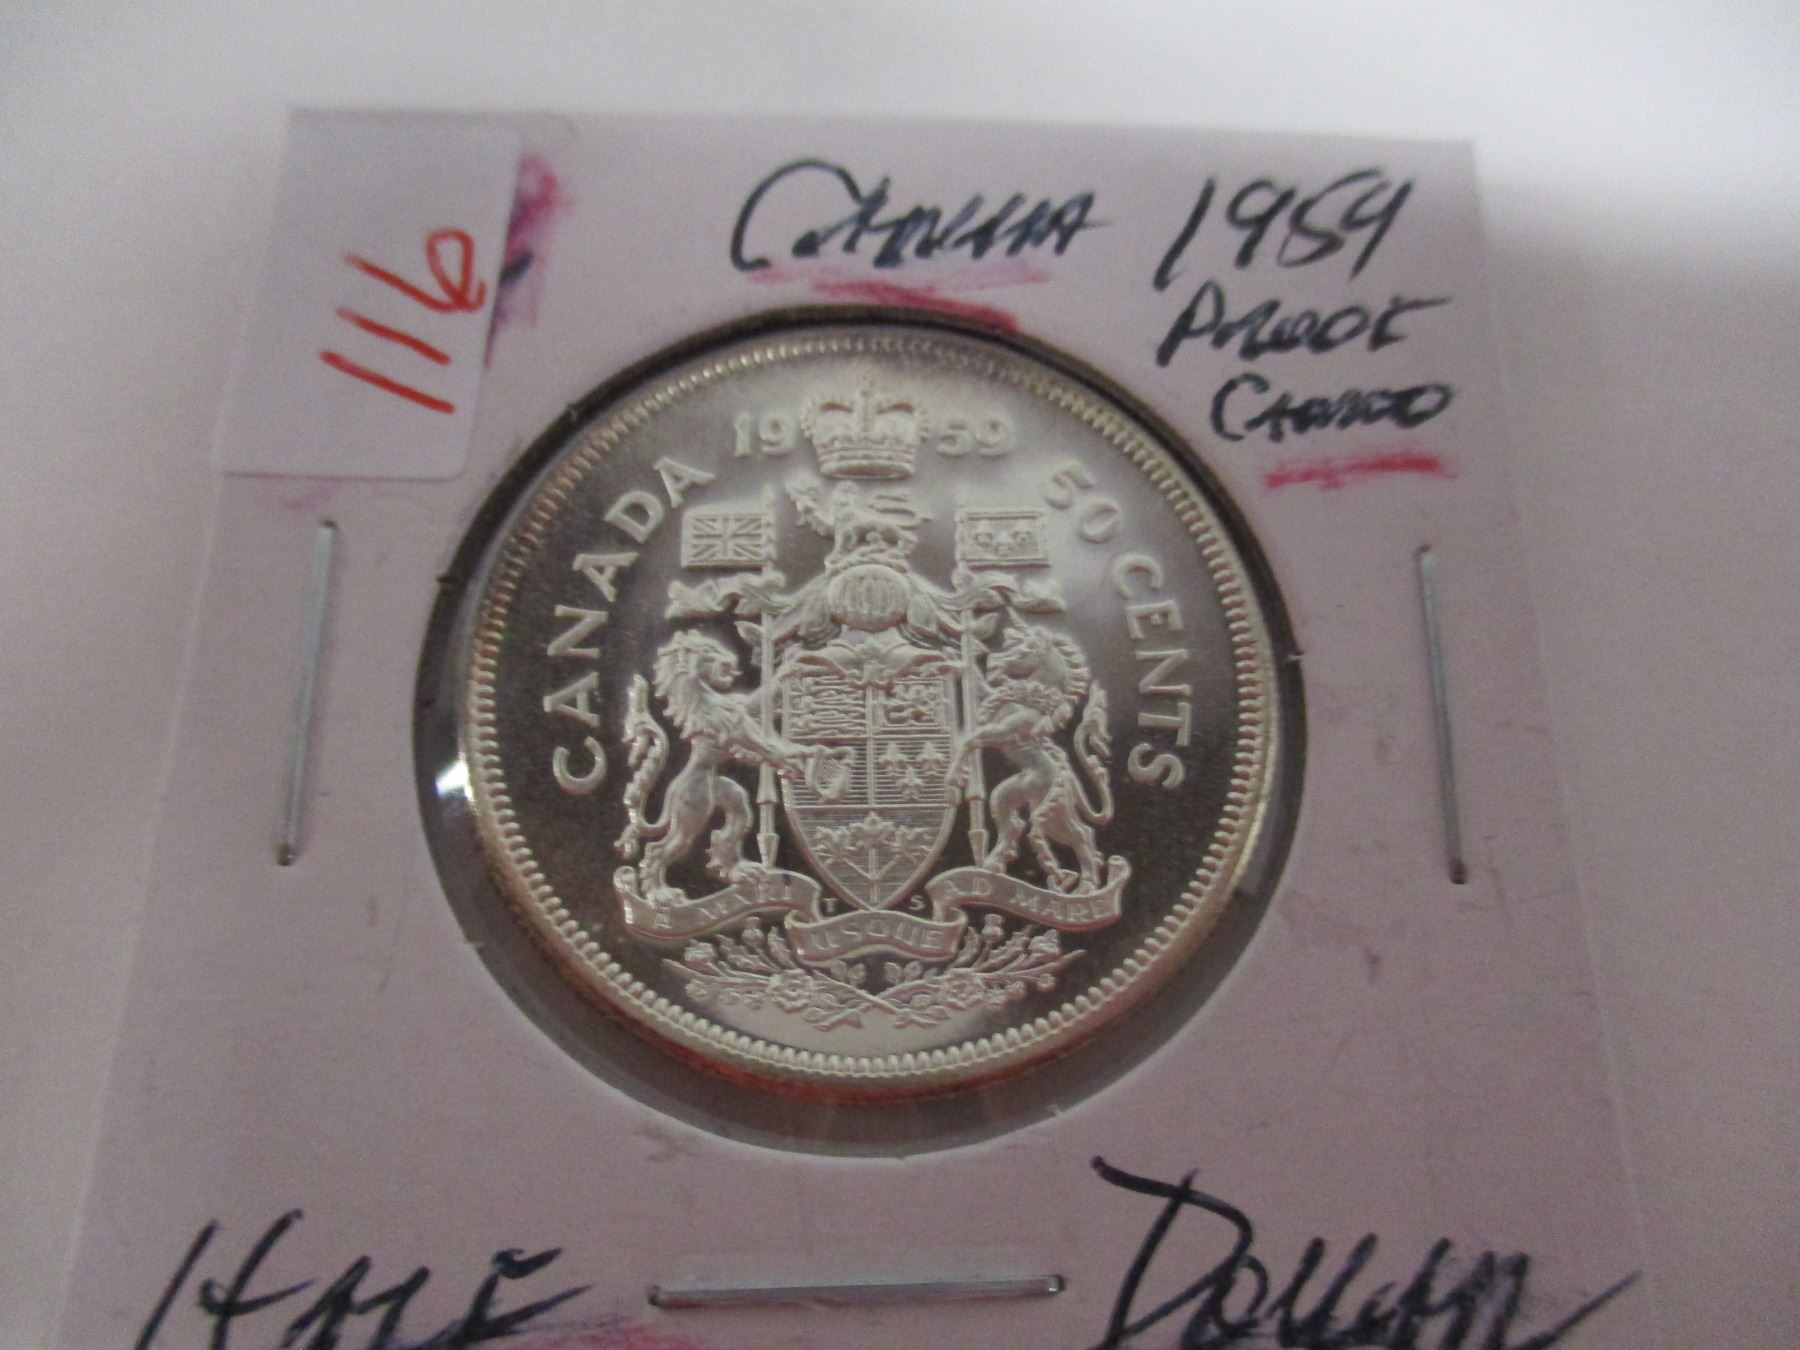 116
CANADA 1959
PROOF
CAMEO
1959
CANADA
50 CENTS
A MARI USQUE AD MARE
T S
HALF DOLLAR